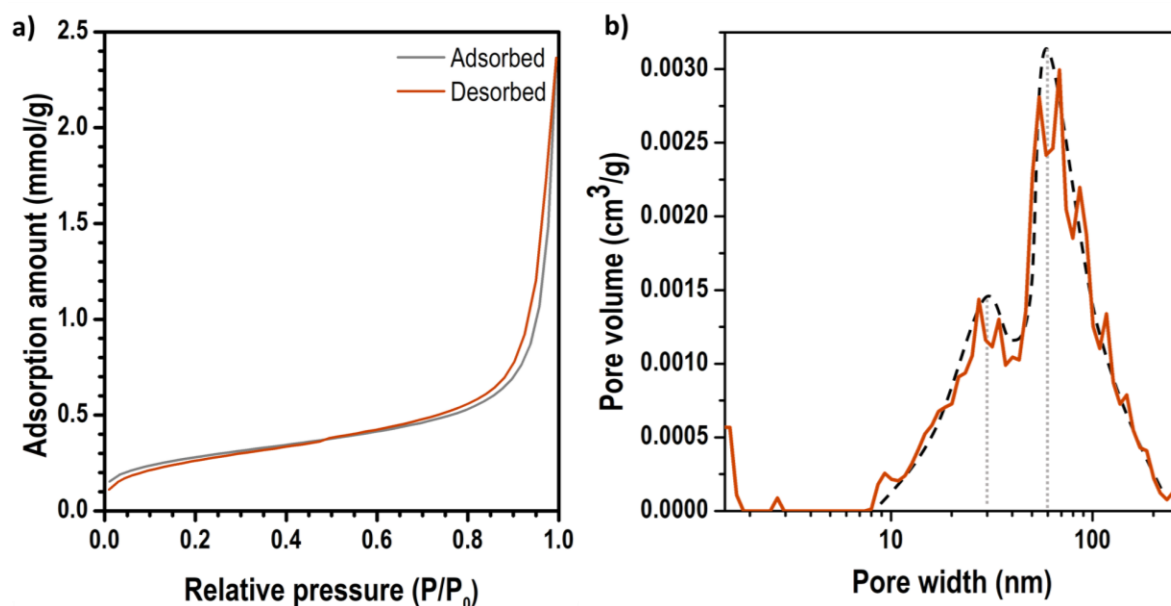 a)
Adsorption amount (mmol/g)
2.5
2.0
1.5
1.0
0.5
0.0
Adsorbed
Desorbed
0.0 0.2 0.4 0.6 0.8 1.0
Relative pressure (P/P₀)
b)
Pore volume (cm³/g)
0.0030
0.0025
0.0020
0.0015
0.0010
0.0005
0.0000
10 100
Pore width (nm)